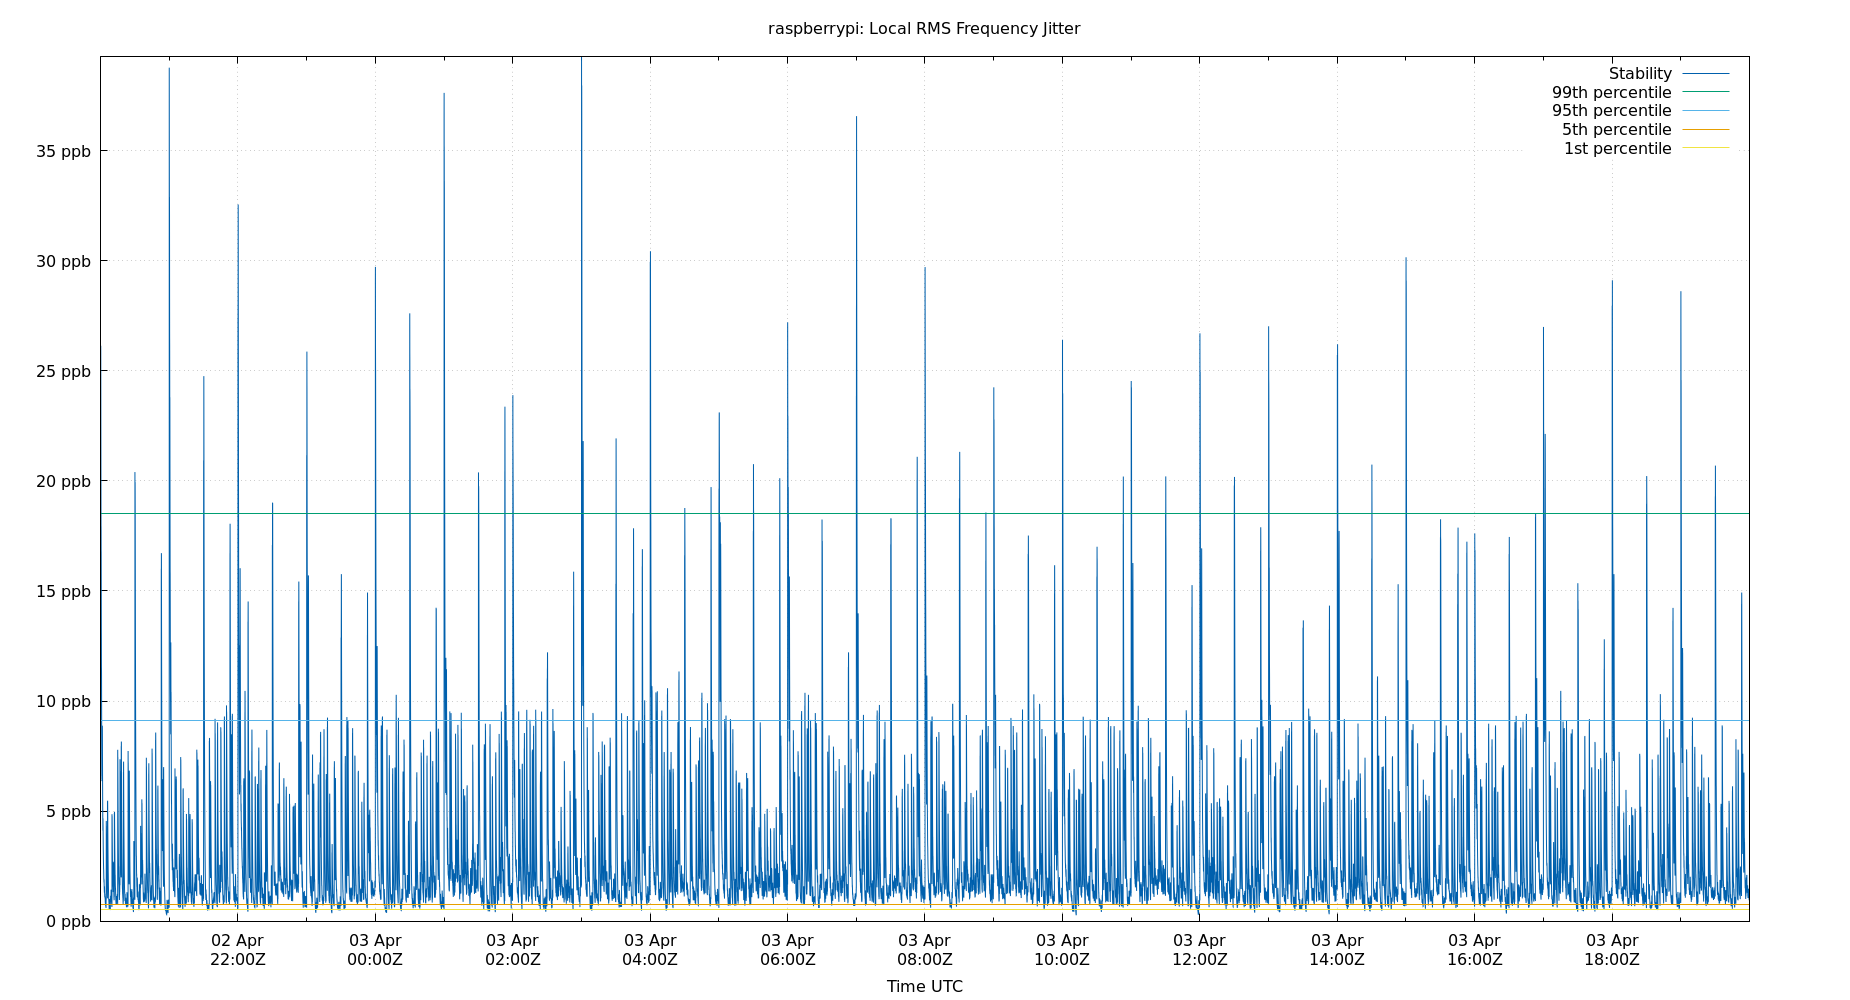 raspberrypi: Local RMS Frequency Jitter
Stability
99th percentile
95th percentile
5th percentile
1st percentile
35 ppb
30 ppb
25 ppb
20 ppb
15 ppb
10 ppb
5 ppb
0 ppb
02 Apr 03 Apr 03 Apr 03 Apr 03 Apr 03 Apr 03 Apr 03 Apr 03 Apr 03 Apr 03 Apr
22:00Z 00:00Z 02:00Z 04:00Z 06:00Z 08:00Z 10:00Z 12:00Z 14:00Z 16:00Z 18:00Z
Time UTC